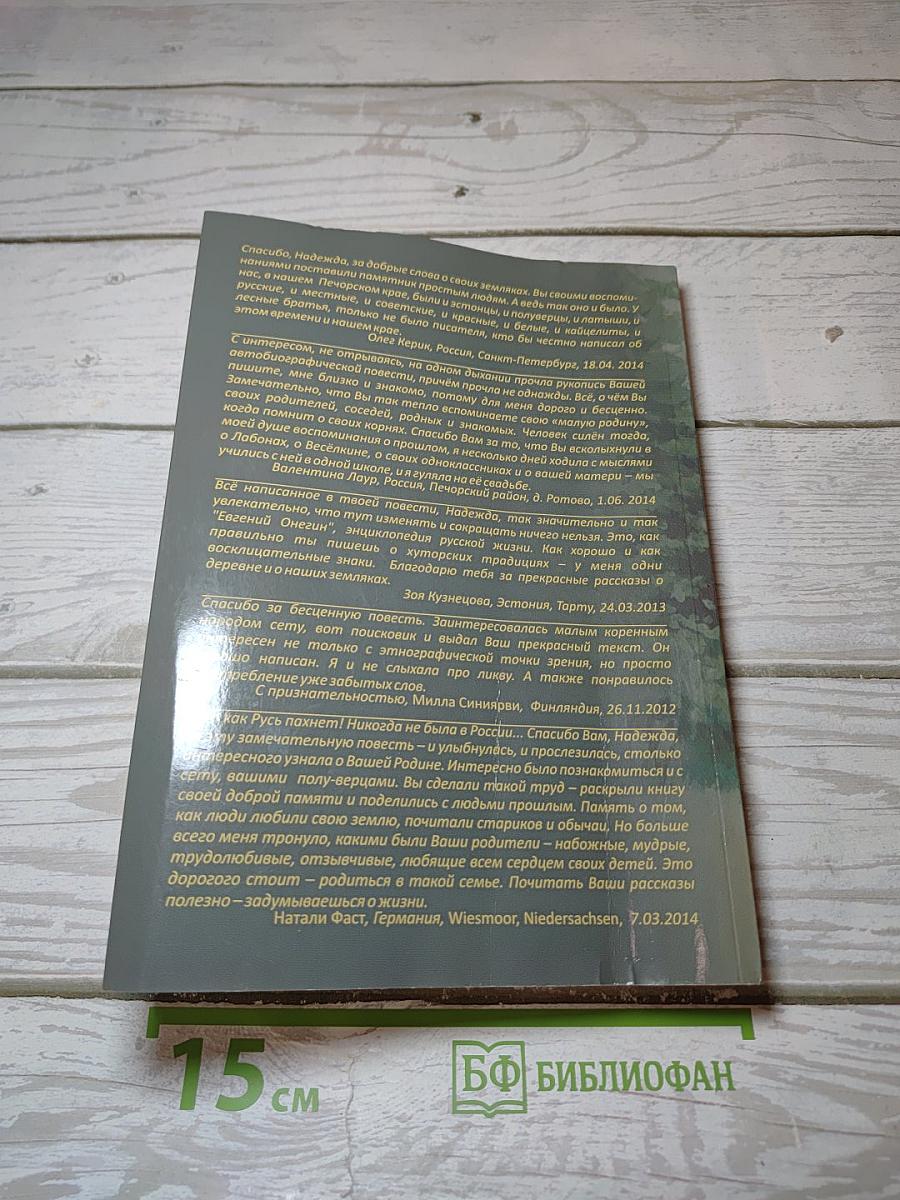 Спасибо, Надежда, за добрые слова о своих земляках. Вы своими воспоми-
наниями поставили памятник простым людям. А ведь так оно и было. У
нас, в нашем Печорском крае, были и эстонцы, и полуверцы, и латыши, и
русские, и местные, и советские, и красные, и белые, и кайцелиты, и
лесные братья, только не было писателя, кто бы честно написал об
этом времени и нашем крае.
Олег Керик, Россия, Санкт-Петербург, 18.04. 2014
С интересом, не отрываясь, на одном дыхании прочла рукопись Вашей
автобиографической повести, причём прочла не однажды. Всё, о чём Вы
пишите, мне близко и знакомо, потому для меня дорого и бесценно.
Замечательно, что Вы так тепло вспоминаете свою «малую родину»,
своих родителей, соседей, родных и знакомых. Человек силён тогда,
когда помнит о своих корнях. Спасибо Вам за то, что Вы всколыхнули в
моей душе воспоминания о прошлом, я несколько дней ходила с мыслями
о Лабонах, о Весёлкине, о своих одноклассниках и о вашей матери – мы
учились с ней в одной школе, и я гуляла на её свадьбе.
Валентина Лаур, Россия, Печорский район, д. Ротово, 1.06. 2014
Всё написанное в твоей повести, Надежда, так значительно и так
увлекательно, что тут изменять и сокращать ничего нельзя. Это, как
"Евгений Онегин", энциклопедия русской жизни. Как хорошо и как
правильно ты пишешь о хуторских традициях – у меня одни
восклицательные знаки. Благодарю тебя за прекрасные рассказы о
деревне и о наших земляках.
Зоя Кузнецова, Эстония, Тарту, 24.03.2013
Спасибо за бесценную повесть. Заинтересовалась малым коренным
народом сету, вот поисковик и выдал Ваш прекрасный текст. Он
интересен не только с этнографической точки зрения, но просто
написан. Я и не слыхала про ликву. А также понравилось
уже забытых слов.
С признательностью, Милла Синиярви, Финляндия, 26.11.2012
как Русь пахнет! Никогда не была в России... Спасибо Вам, Надежда,
замечательную повесть – и улыбнулась, и прослезилась, столько
интересного узнала о Вашей Родине. Интересно было познакомиться и с
сету, вашими полу-верцами. Вы сделали такой труд – раскрыли книгу
своей доброй памяти и поделились с людьми прошлым. Память о том,
как люди любили свою землю, почитали стариков и обычаи. Но больше
всего меня тронуло, какими были Ваши родители – набожные, мудрые,
трудолюбивые, отзывчивые, любящие всем сердцем своих детей. Это
дорогого стоит – родиться в такой семье. Почитать Ваши рассказы
полезно – задумываешься о жизни.
Натали Фаст, Германия, Wiesmoor, Niedersachsen, 7.03.2014
15 см
БФ БИБЛИОФАН